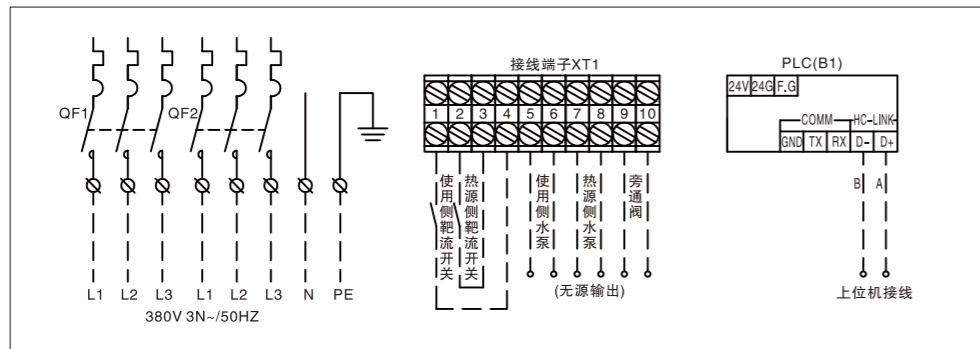 QF1
QF2
L1 L2 L3 L1 L2 L3 N PE
380V 3N~/50HZ
接线端子XT1
1 2 3 4 5 6 7 8 9 10
使用侧靶流开关
热源侧靶流开关
使用侧水泵
热源侧水泵
旁通阀
(无源输出)
PLC(B1)
24V 24G F.G
COMM HC-LINK
GND TX RX D- D+
B A
上位机接线